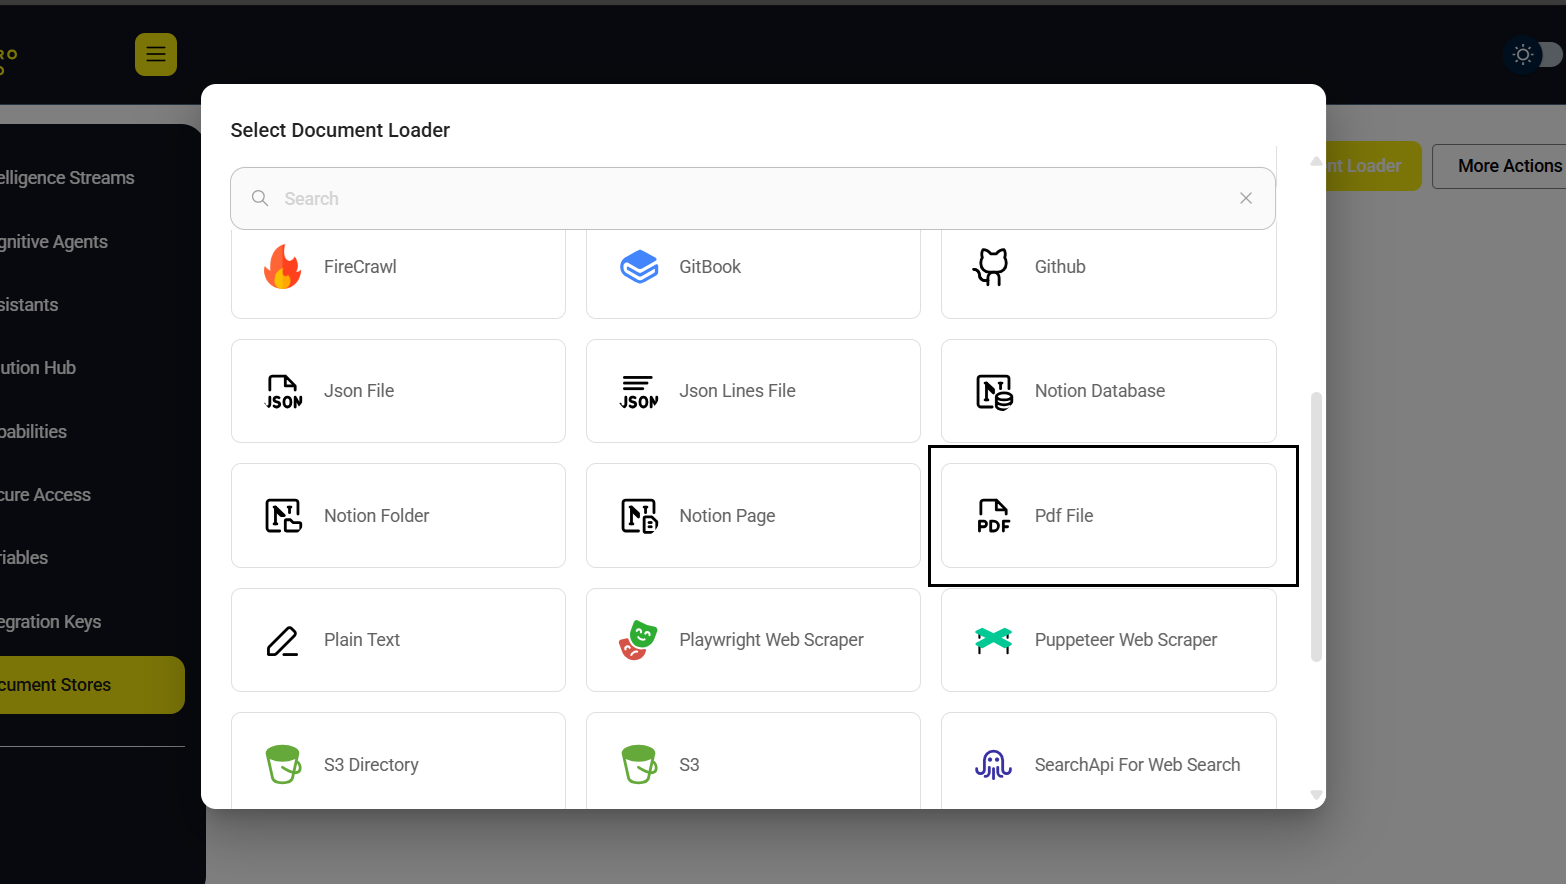 RO
Select Document Loader
nt Loader
More Actions
Search
elligence Streams
gnitive Agents
sistants
ution Hub
pabilities
cure Access
riables
egration Keys
cument Stores
FireCrawl
GitBook
Github
JSON
Json File
JSON
Json Lines File
Notion Database
Notion Folder
Notion Page
PDF
Pdf File
Plain Text
Playwright Web Scraper
Puppeteer Web Scraper
S3 Directory
S3
SearchApi For Web Search